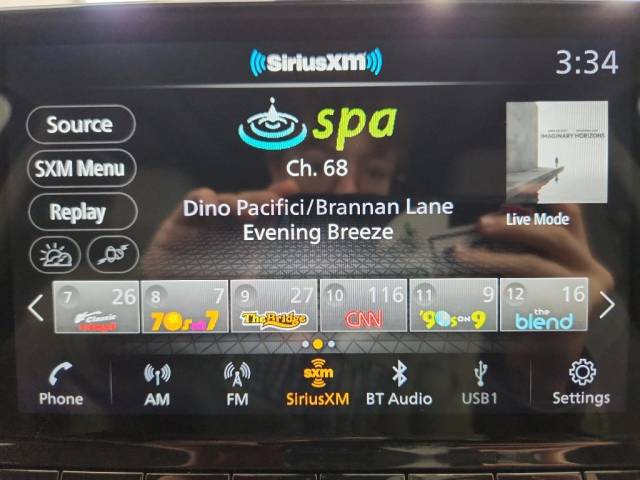 SiriusXM
3:34
Source
SXM Menu
Replay
spa
Ch. 68
Dino Pacifici/Brannan Lane
Evening Breeze
IMAGINARY HORIZONS
Live Mode
7 26
Classic
8 7
70s on 7
9 27
The Bridge
10 116
CNN
11 9
'90s ON 9
12 16
the blend
Phone
AM
FM
sxm
SiriusXM
BT Audio
USB1
Settings